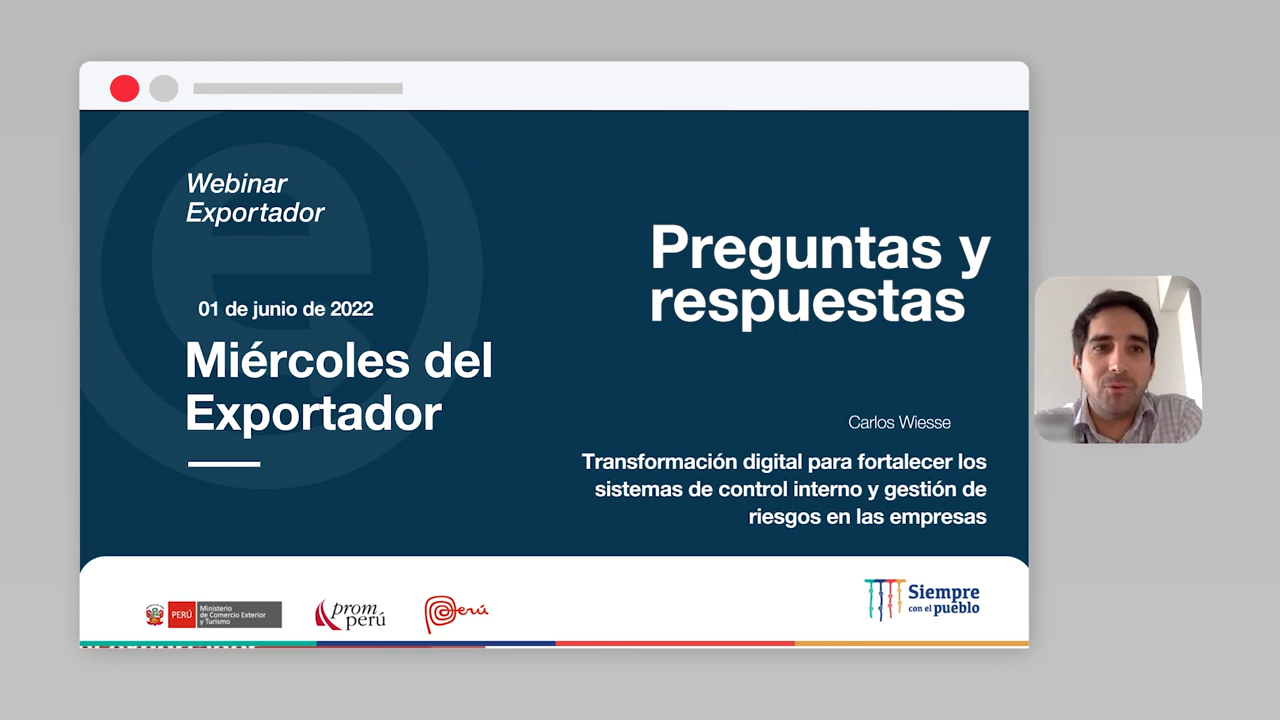 Webinar
Exportador
01 de junio de 2022
Miércoles del
Exportador
Preguntas y
respuestas
Carlos Wiesse
Transformación digital para fortalecer los
sistemas de control interno y gestión de
riesgos en las empresas
PERÚ
Ministerio
de Comercio Exterior
y Turismo
prom
perú
Perú
Siempre
con el pueblo